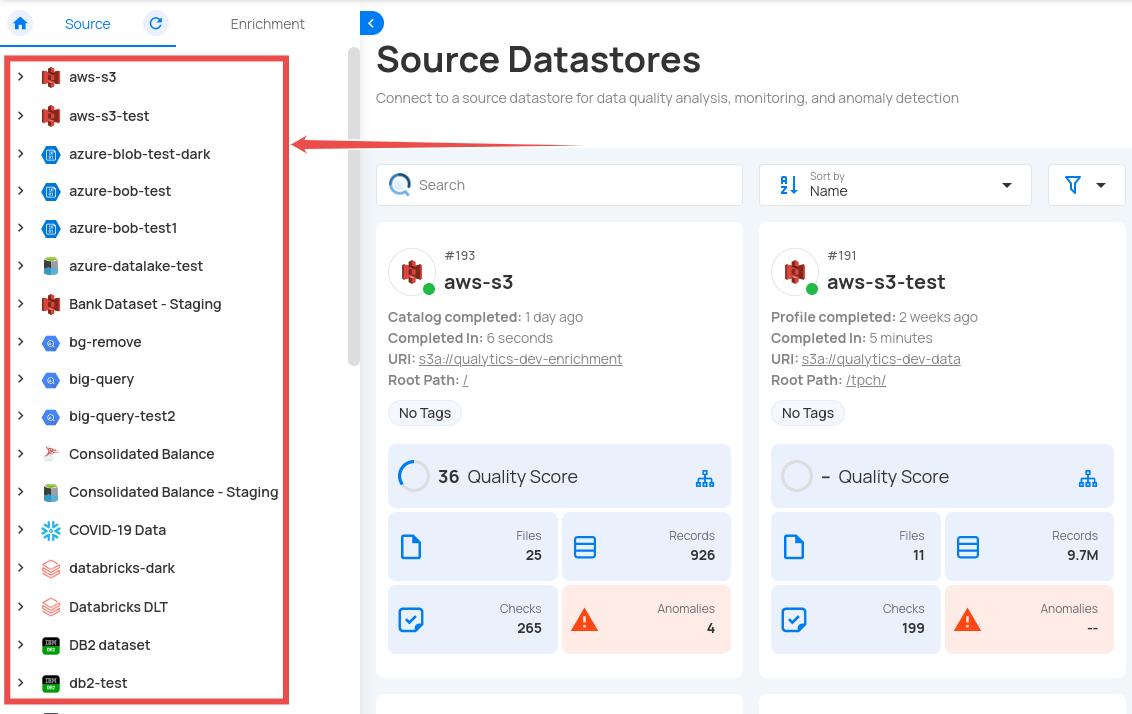 Source
Enrichment
aws-s3
aws-s3-test
azure-blob-test-dark
azure-bob-test
azure-bob-test1
azure-datalake-test
Bank Dataset - Staging
bg-remove
big-query
big-query-test2
Consolidated Balance
Consolidated Balance - Staging
COVID-19 Data
databricks-dark
Databricks DLT
IBM
DB2
DB2 dataset
IBM
DB2
db2-test
Source Datastores
Connect to a source datastore for data quality analysis, monitoring, and anomaly detection
Search
A
Z
Sort by
Name
#193
aws-s3
Catalog completed: 1 day ago
Completed In: 6 seconds
URI: s3a://qualytics-dev-enrichment
Root Path: /
No Tags
36 Quality Score
Files
25
Records
926
Checks
265
Anomalies
4
#191
aws-s3-test
Profile completed: 2 weeks ago
Completed In: 5 minutes
URI: s3a://qualytics-dev-data
Root Path: /tpch/
No Tags
– Quality Score
Files
11
Records
9.7M
Checks
199
Anomalies
--